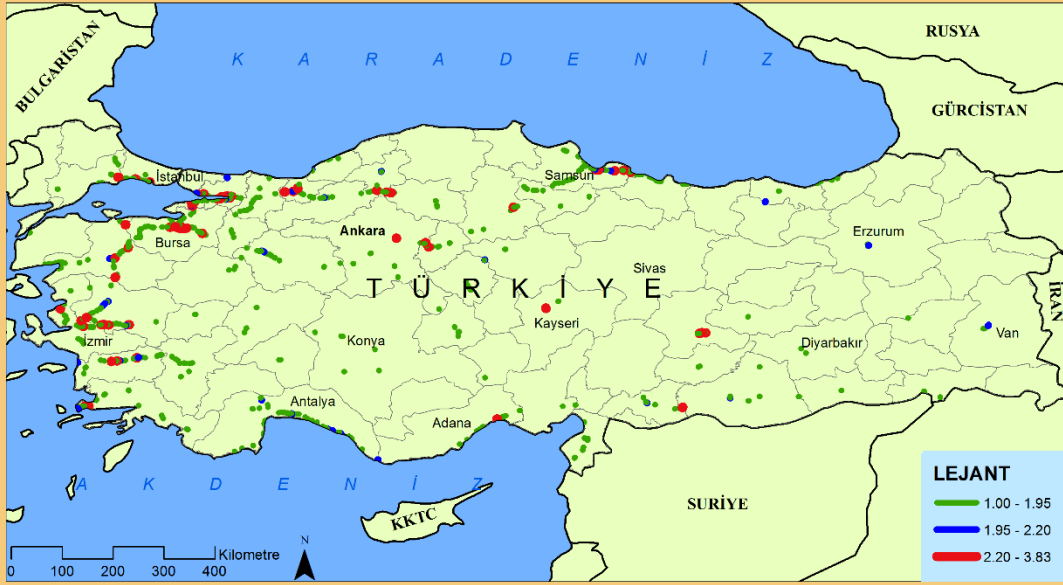 RUSYA
BULGARİSTAN
K A R A D E N İ Z
GÜRCİSTAN
İstanbul
Samsun
Bursa
Ankara
Erzurum
Sivas
T Ü R K İ Y E
İRAN
Kayseri
Van
İzmir
Konya
Diyarbakır
Antalya
Adana
A K D E N İ Z
KKTC
SURİYE
LEJANT
1.00 - 1.95
1.95 - 2.20
2.20 - 3.83
N
Kilometre
0 100 200 300 400